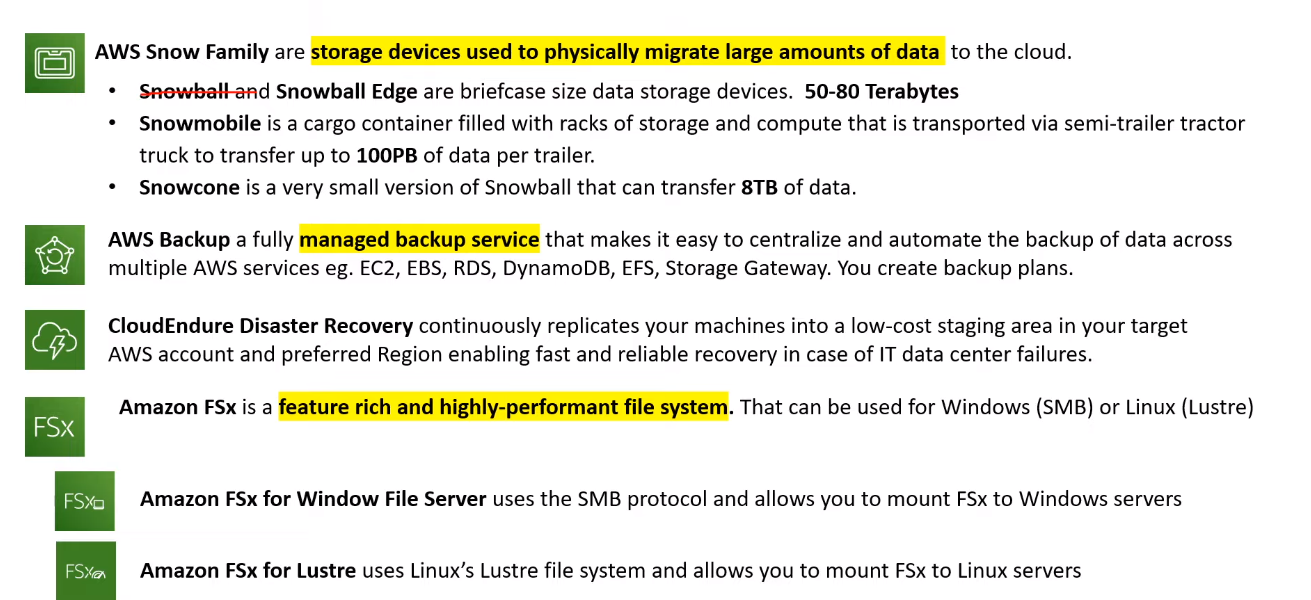 AWS Snow Family are storage devices used to physically migrate large amounts of data to the cloud.
• Snowball and Snowball Edge are briefcase size data storage devices. 50-80 Terabytes
• Snowmobile is a cargo container filled with racks of storage and compute that is transported via semi-trailer tractor
truck to transfer up to 100PB of data per trailer.
• Snowcone is a very small version of Snowball that can transfer 8TB of data.
AWS Backup a fully managed backup service that makes it easy to centralize and automate the backup of data across
multiple AWS services eg. EC2, EBS, RDS, DynamoDB, EFS, Storage Gateway. You create backup plans.
CloudEndure Disaster Recovery continuously replicates your machines into a low-cost staging area in your target
AWS account and preferred Region enabling fast and reliable recovery in case of IT data center failures.
Amazon FSx is a feature rich and highly-performant file system. That can be used for Windows (SMB) or Linux (Lustre)
FSx
FSx
Amazon FSx for Window File Server uses the SMB protocol and allows you to mount FSx to Windows servers
FSx
Amazon FSx for Lustre uses Linux’s Lustre file system and allows you to mount FSx to Linux servers